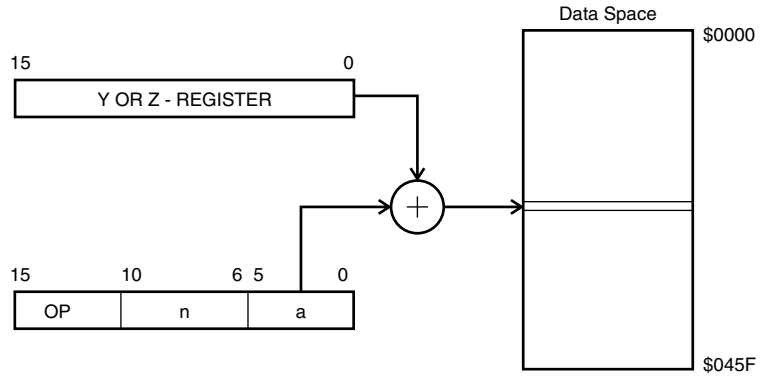 Data Space
$0000
15 0
Y OR Z - REGISTER
+
15 10 6 5 0
OP n a
$045F